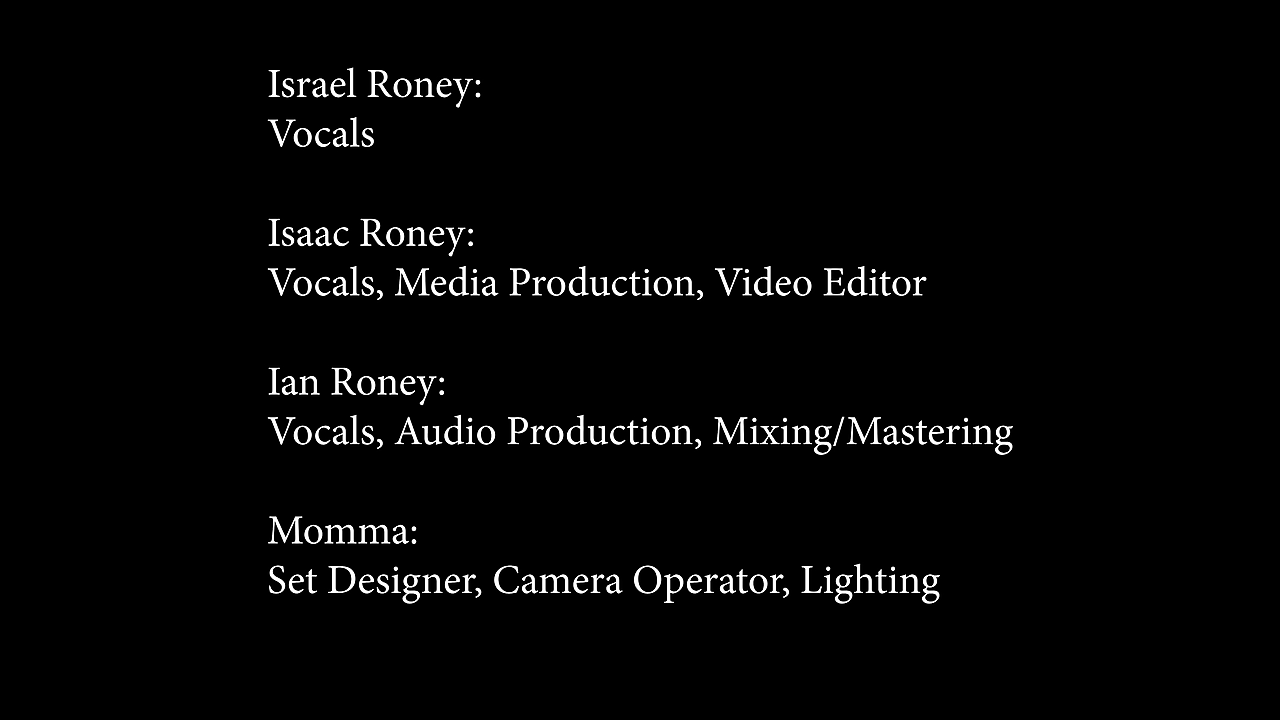 Israel Roney:
Vocals
Isaac Roney:
Vocals, Media Production, Video Editor
Ian Roney:
Vocals, Audio Production, Mixing/Mastering
Momma:
Set Designer, Camera Operator, Lighting